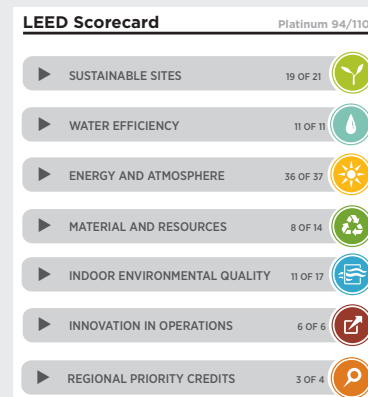 LEED Scorecard Platinum 94/110
SUSTAINABLE SITES 19 OF 21
WATER EFFICIENCY 11 OF 11
ENERGY AND ATMOSPHERE 36 OF 37
MATERIAL AND RESOURCES 8 OF 14
INDOOR ENVIRONMENTAL QUALITY 11 OF 17
INNOVATION IN OPERATIONS 6 OF 6
REGIONAL PRIORITY CREDITS 3 OF 4